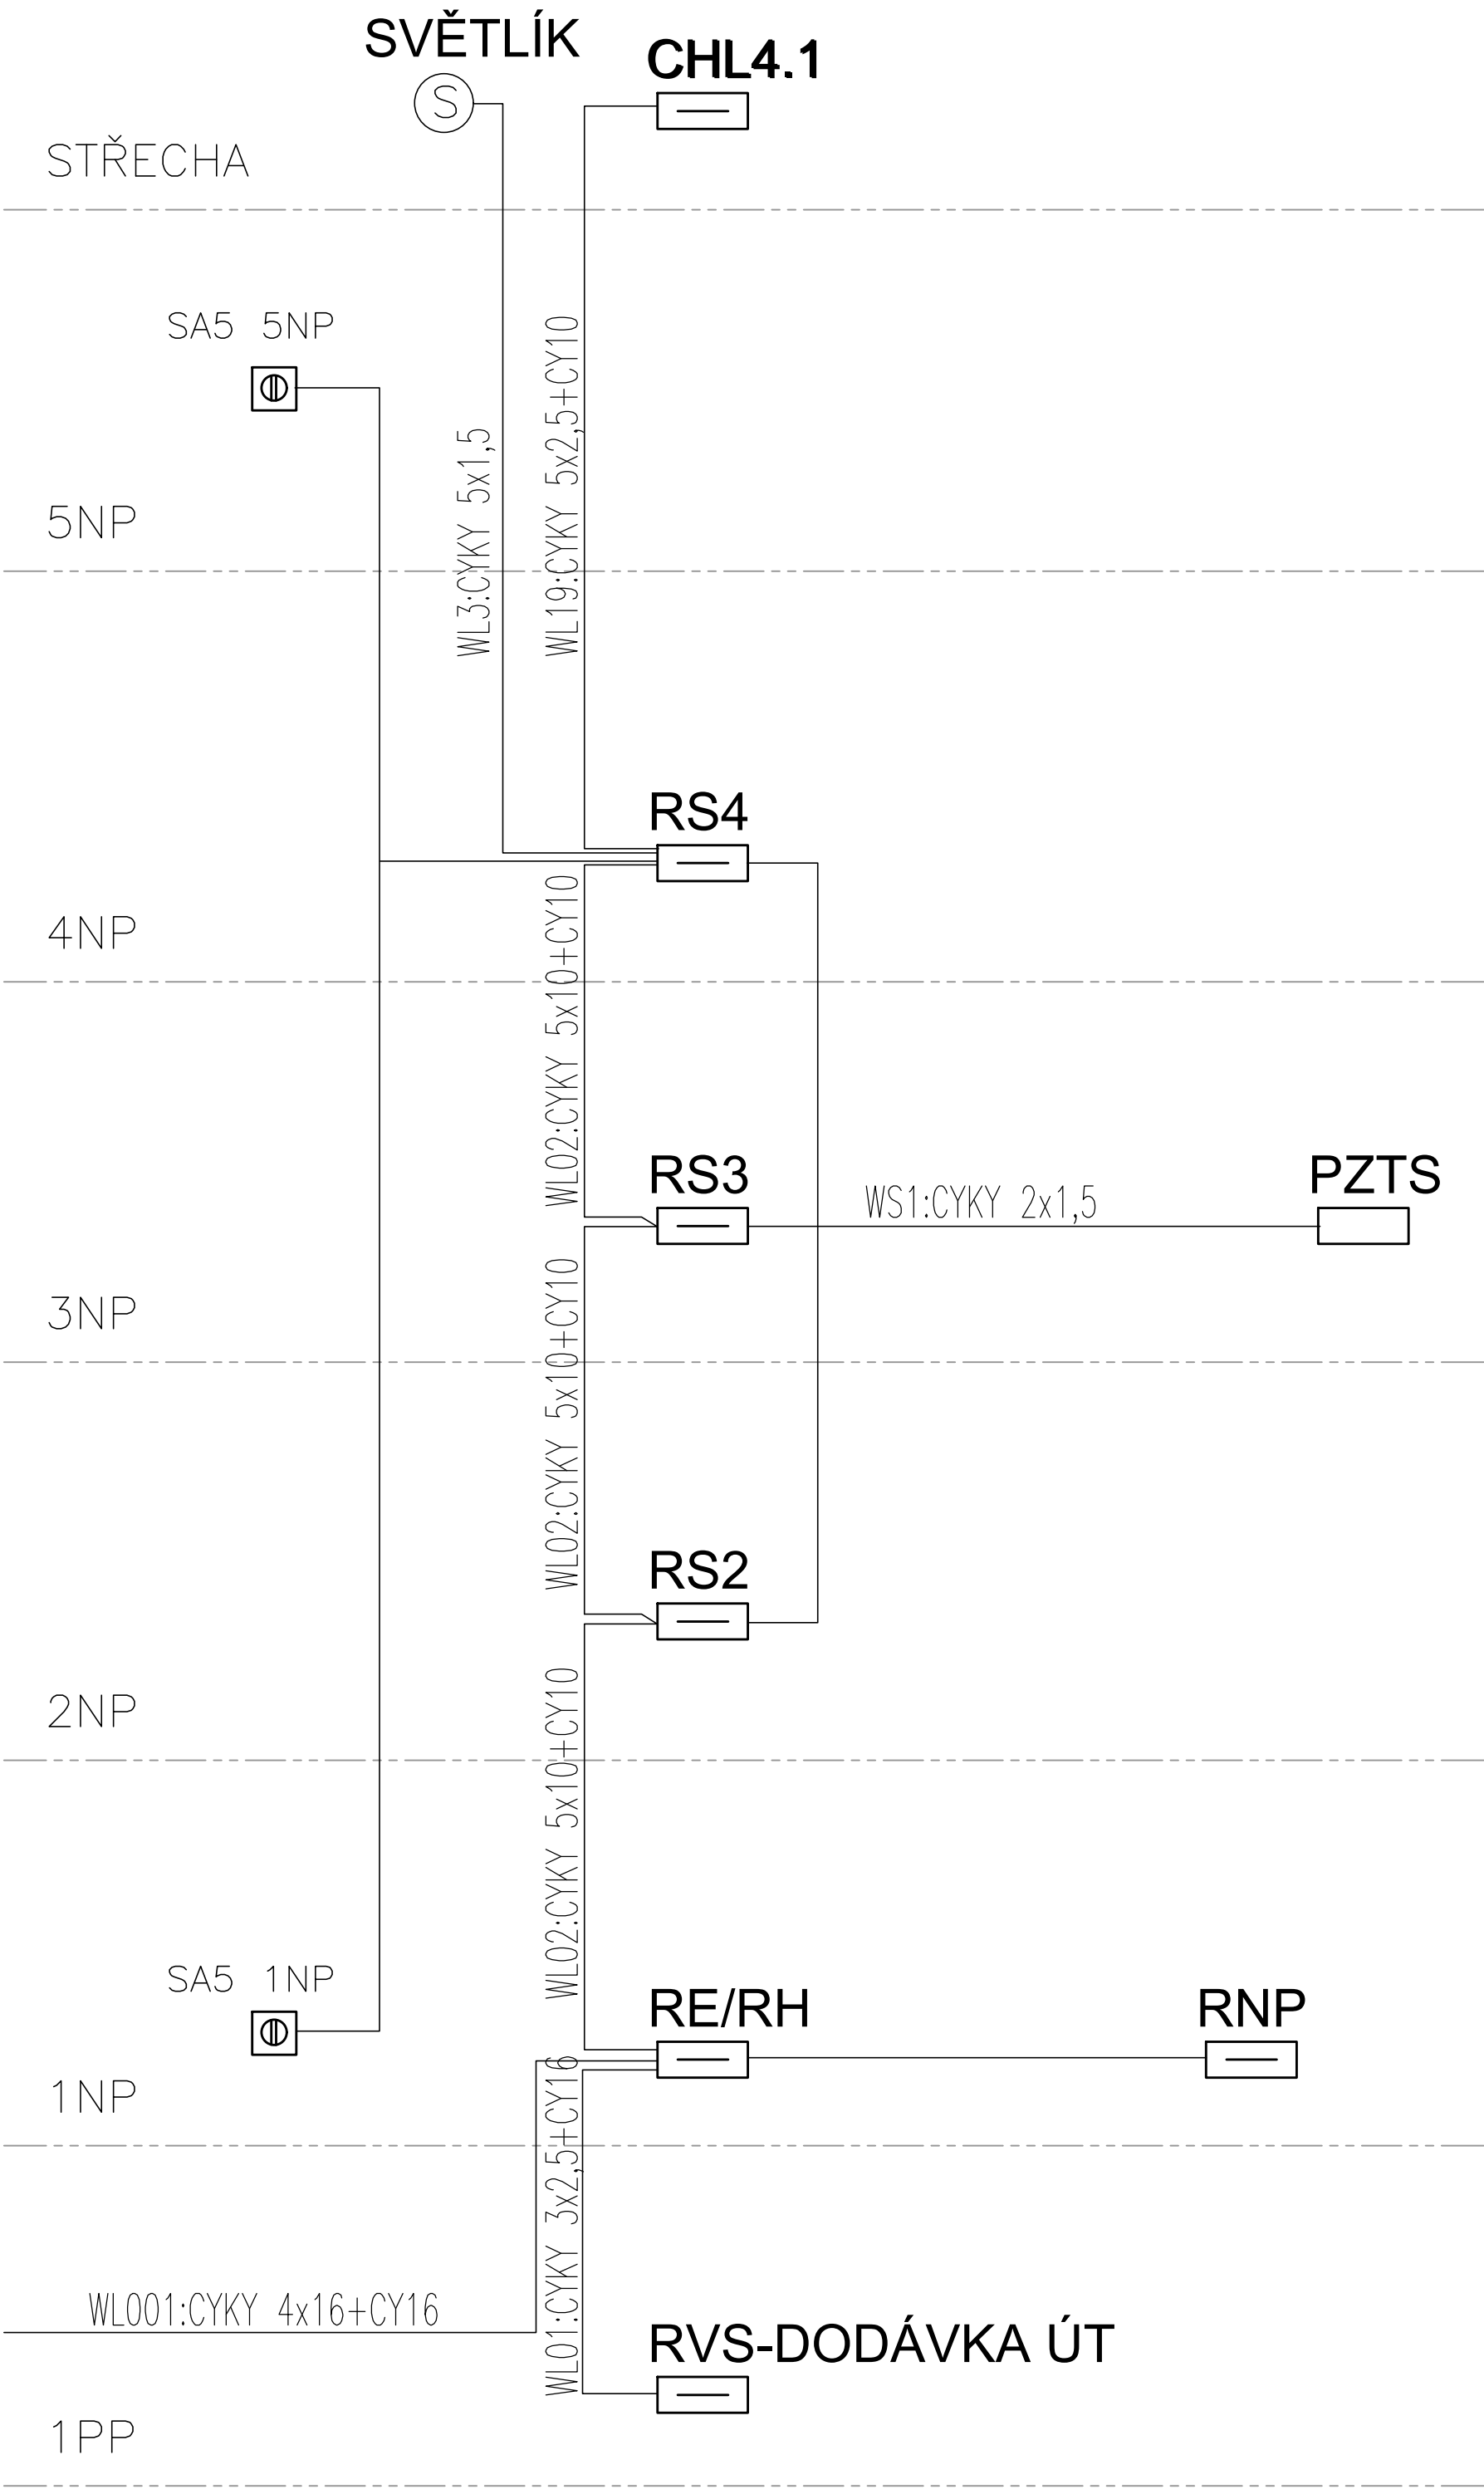 SVĚTLÍK
CHL4.1
S
STŘECHA
SA5 5NP
WL3:CYKY 5x1,5
WL19:CYKY 5x2,5+CY10
5NP
RS4
4NP
WL02:CYKY 5x10+CY10
RS3
WS1:CYKY 2x1,5
PZTS
3NP
WL02:CYKY 5x10+CY10
RS2
2NP
WL02:CYKY 5x10+CY10
SA5 1NP
RE/RH
RNP
1NP
WL01:CYKY 3x2,5+CY16
WL001:CYKY 4x16+CY16
RVS-DODÁVKA ÚT
1PP